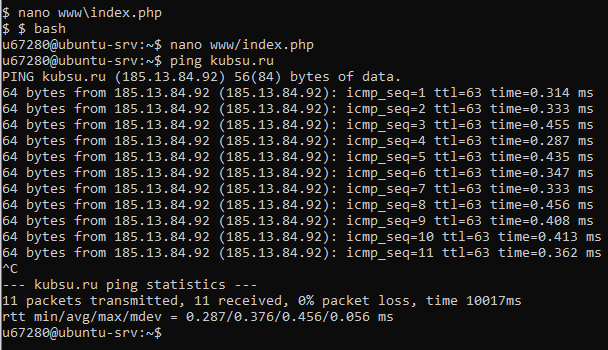 $ nano www\index.php
$ $ bash
u67280@ubuntu-srv:~$ nano www/index.php
u67280@ubuntu-srv:~$ ping kubsu.ru
PING kubsu.ru (185.13.84.92) 56(84) bytes of data.
64 bytes from 185.13.84.92 (185.13.84.92): icmp_seq=1 ttl=63 time=0.314 ms
64 bytes from 185.13.84.92 (185.13.84.92): icmp_seq=2 ttl=63 time=0.333 ms
64 bytes from 185.13.84.92 (185.13.84.92): icmp_seq=3 ttl=63 time=0.455 ms
64 bytes from 185.13.84.92 (185.13.84.92): icmp_seq=4 ttl=63 time=0.287 ms
64 bytes from 185.13.84.92 (185.13.84.92): icmp_seq=5 ttl=63 time=0.435 ms
64 bytes from 185.13.84.92 (185.13.84.92): icmp_seq=6 ttl=63 time=0.347 ms
64 bytes from 185.13.84.92 (185.13.84.92): icmp_seq=7 ttl=63 time=0.333 ms
64 bytes from 185.13.84.92 (185.13.84.92): icmp_seq=8 ttl=63 time=0.456 ms
64 bytes from 185.13.84.92 (185.13.84.92): icmp_seq=9 ttl=63 time=0.408 ms
64 bytes from 185.13.84.92 (185.13.84.92): icmp_seq=10 ttl=63 time=0.413 ms
64 bytes from 185.13.84.92 (185.13.84.92): icmp_seq=11 ttl=63 time=0.362 ms
^C
--- kubsu.ru ping statistics ---
11 packets transmitted, 11 received, 0% packet loss, time 10017ms
rtt min/avg/max/mdev = 0.287/0.376/0.456/0.056 ms
u67280@ubuntu-srv:~$